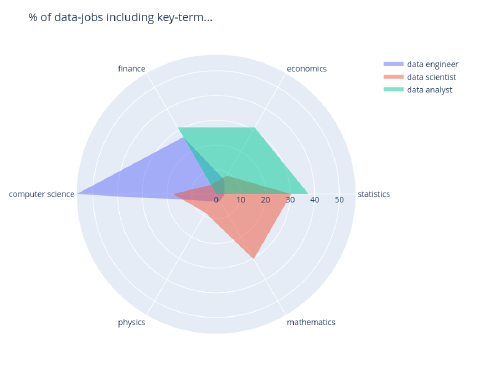 % of data-jobs including key-term...
finance
economics
data engineer
data scientist
data analyst
computer science
statistics
0 10 20 30 40 50
physics
mathematics